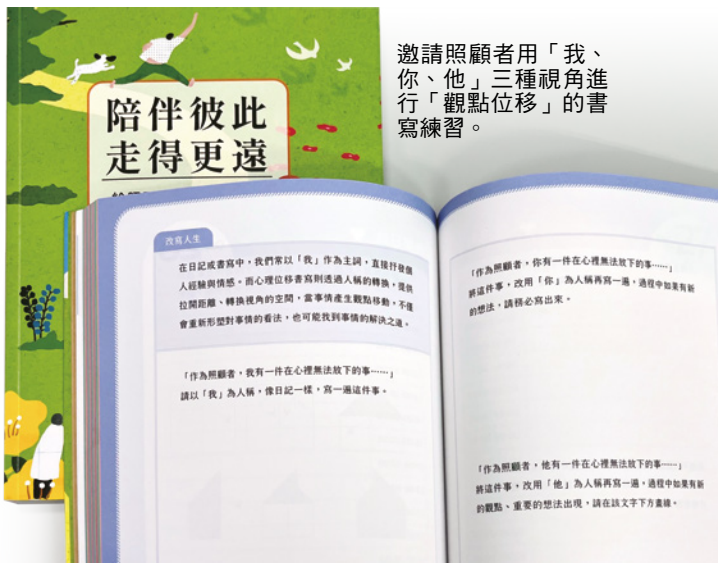 邀請照顧者用「我、
你、他」三種視角進
行「觀點位移」的書
寫練習。
陪伴彼此
走得更遠
改寫人生
在日記或書寫中，我們常以「我」作為主詞，直接抒發個
人經驗與情感。而心理位移書寫則透過人稱的轉換，提供
拉開距離、轉換視角的空間，當事情產生觀點移動，不僅
會重新形塑對事情的看法，也可能找到事情的解決之道。
「作為照顧者，我有一件在心裡無法放下的事……」
請以「我」為人稱，像日記一樣，寫一遍這件事。
「作為照顧者，你有一件在心裡無法放下的事……」
將這件事，改用「你」為人稱再寫一遍，過程中如果有新
的想法，請務必寫出來。
「作為照顧者，他有一件在心裡無法放下的事……」
將這件事，改用「他」為人稱再寫一遍。過程中如果有新
的觀點、重要的想法出現，請在該文字下方畫線。